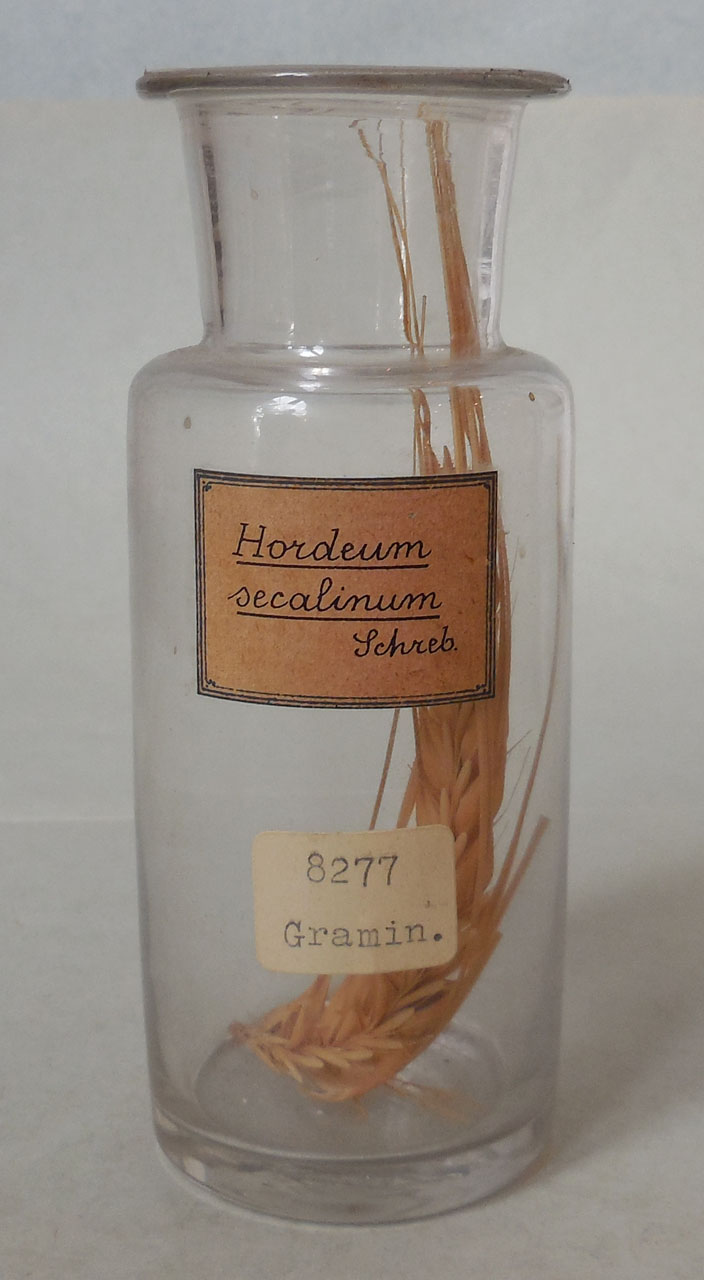 Hordeum
secalinum
Schreb.
8277
Gramin.